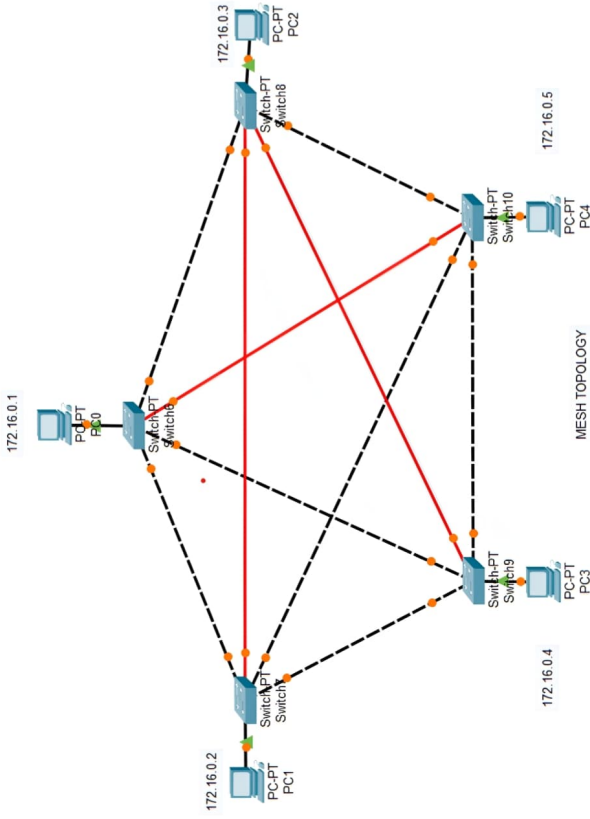 172.16.0.1
PC-PT
PC0
Switch-PT
Switch6
172.16.0.2
PC-PT
PC1
Switch-PT
Switch7
172.16.0.3
PC-PT
PC2
Switch-PT
Switch8
Switch-PT
Switch9
PC-PT
PC3
172.16.0.4
Switch-PT
Switch10
PC-PT
PC4
172.16.0.5
MESH TOPOLOGY